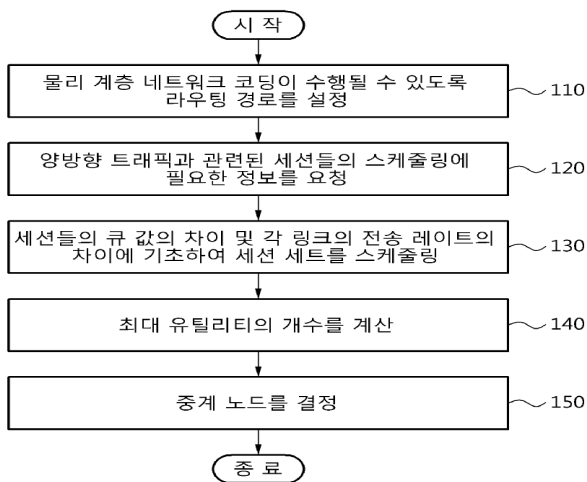 시 작
물리 계층 네트워크 코딩이 수행될 수 있도록
라우팅 경로를 설정
110
양방향 트래픽과 관련된 세션들의 스케줄링에
필요한 정보를 요청
120
세션들의 큐 값의 차이 및 각 링크의 전송 레이트의
차이에 기초하여 세션 세트를 스케줄링
130
최대 유틸리티의 개수를 계산
140
중계 노드를 결정
150
종 료